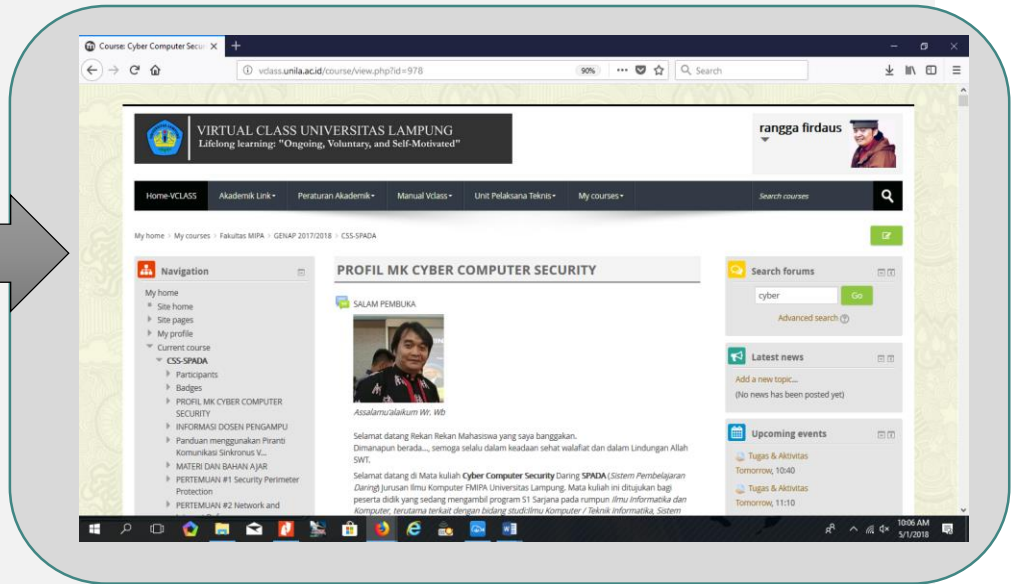 Course: Cyber Computer Secur
vclass.unila.ac.id/course/view.php?id=978
90%
Search
VIRTUAL CLASS UNIVERSITAS LAMPUNG
Lifelong learning: "Ongoing, Voluntary, and Self-Motivated"
rangga firdaus
Home-VCLASS Akademik Link Peraturan Akademik Manual Vclass Unit Pelaksana Teknis My courses Search courses
My home › My courses › Fakultas MIPA › GENAP 2017/2018 › CSS-SPADA
Navigation
My home
Site home
Site pages
My profile
Current course
CSS-SPADA
Participants
Badges
PROFIL MK CYBER COMPUTER
SECURITY
INFORMASI DOSEN PENGAMPU
Panduan menggunakan Piranti
Komunikasi Sinkronus V...
MATERI DAN BAHAN AJAR
PERTEMUAN #1 Security Perimeter
Protection
PERTEMUAN #2 Network and
PROFIL MK CYBER COMPUTER SECURITY
SALAM PEMBUKA
Assalamu'alaikum Wr. Wb
Selamat datang Rekan Rekan Mahasiswa yang saya banggakan.
Dimanapun berada..., semoga selalu dalam keadaan sehat walafiat dan dalam Lindungan Allah
SWT.
Selamat datang di Mata kuliah Cyber Computer Security Daring SPADA (Sistem Pembelajaran
Daring) Jurusan Ilmu Komputer FMIPA Universitas Lampung. Mata kuliah ini ditujukan bagi
peserta didik yang sedang mengambil program S1 Sarjana pada rumpun ilmu Informatika dan
Komputer, terutama terkait dengan bidang studi:Ilmu Komputer / Teknik Informatika, Sistem
Search forums
cyber Go
Advanced search
Latest news
Add a new topic...
(No news has been posted yet)
Upcoming events
Tugas & Aktivitas
Tomorrow, 10:40
Tugas & Aktivitas
Tomorrow, 11:10
10:06 AM
5/1/2018